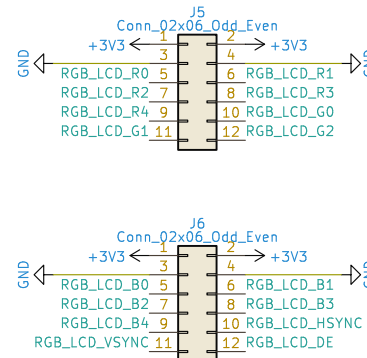 J5
Conn_02x06_Odd_Even
+3V3 1 2 +3V3
GND 3 4 GND
RGB_LCD_R0 5 6 RGB_LCD_R1
RGB_LCD_R2 7 8 RGB_LCD_R3
RGB_LCD_R4 9 10 RGB_LCD_G0
RGB_LCD_G1 11 12 RGB_LCD_G2
J6
Conn_02x06_Odd_Even
+3V3 1 2 +3V3
GND 3 4 GND
RGB_LCD_B0 5 6 RGB_LCD_B1
RGB_LCD_B2 7 8 RGB_LCD_B3
RGB_LCD_B4 9 10 RGB_LCD_HSYNC
RGB_LCD_VSYNC 11 12 RGB_LCD_DE